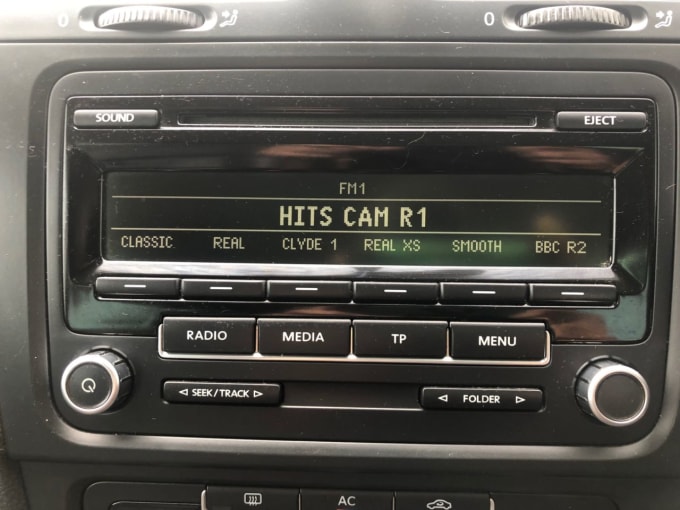 0 0
SOUND EJECT
FM1
HITS CAM R1
CLASSIC REAL CLYDE 1 REAL XS SMOOTH BBC R2
RADIO MEDIA TP MENU
SEEK/TRACK FOLDER
AC